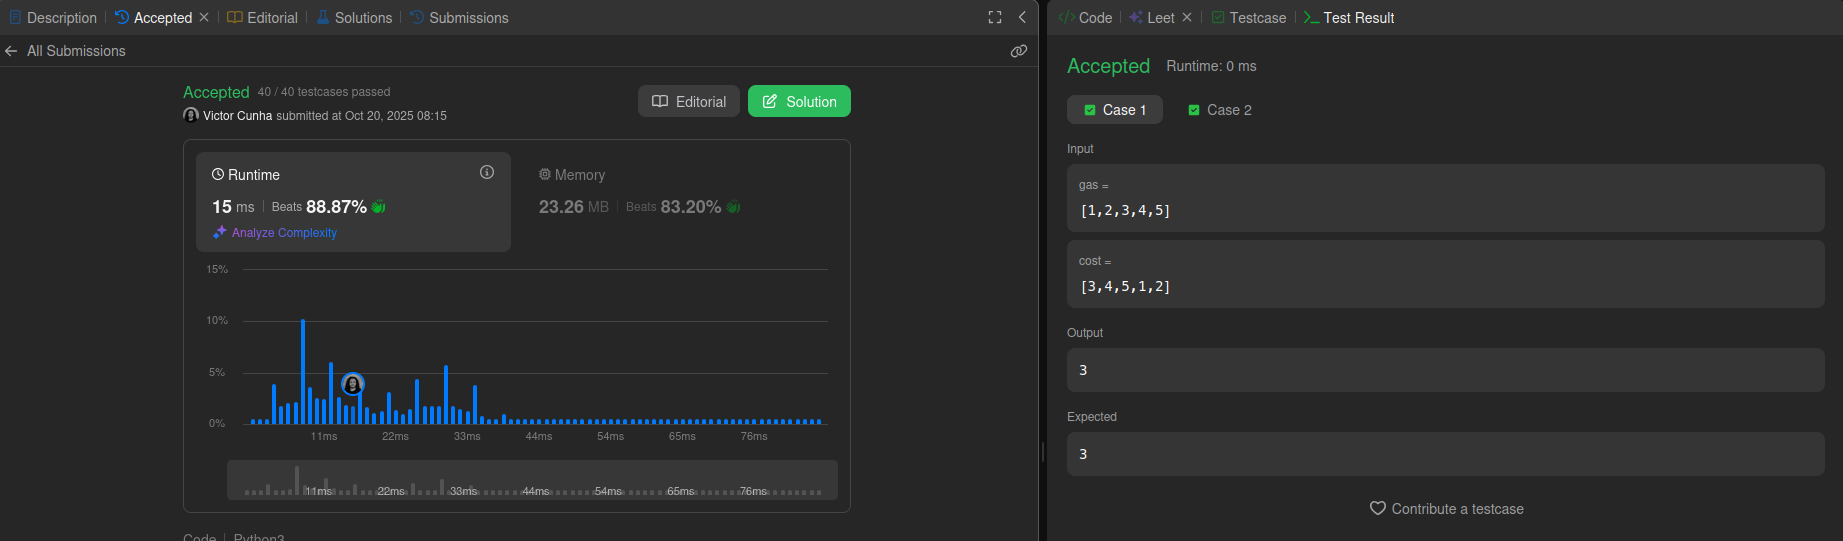 Description
Accepted
Editorial
Solutions
Submissions
All Submissions
Accepted 40 / 40 testcases passed
Victor Cunha submitted at Oct 20, 2025 08:15
Editorial
Solution
Runtime
15 ms | Beats 88.87%
Analyze Complexity
Memory
23.26 MB | Beats 83.20%
15%
10%
5%
0%
11ms 22ms 33ms 44ms 54ms 65ms 76ms
11ms 22ms 33ms 44ms 54ms 65ms 76ms
Code | Python3
Code
Leet
Testcase
Test Result
Accepted Runtime: 0 ms
Case 1
Case 2
Input
gas =
[1,2,3,4,5]
cost =
[3,4,5,1,2]
Output
3
Expected
3
Contribute a testcase